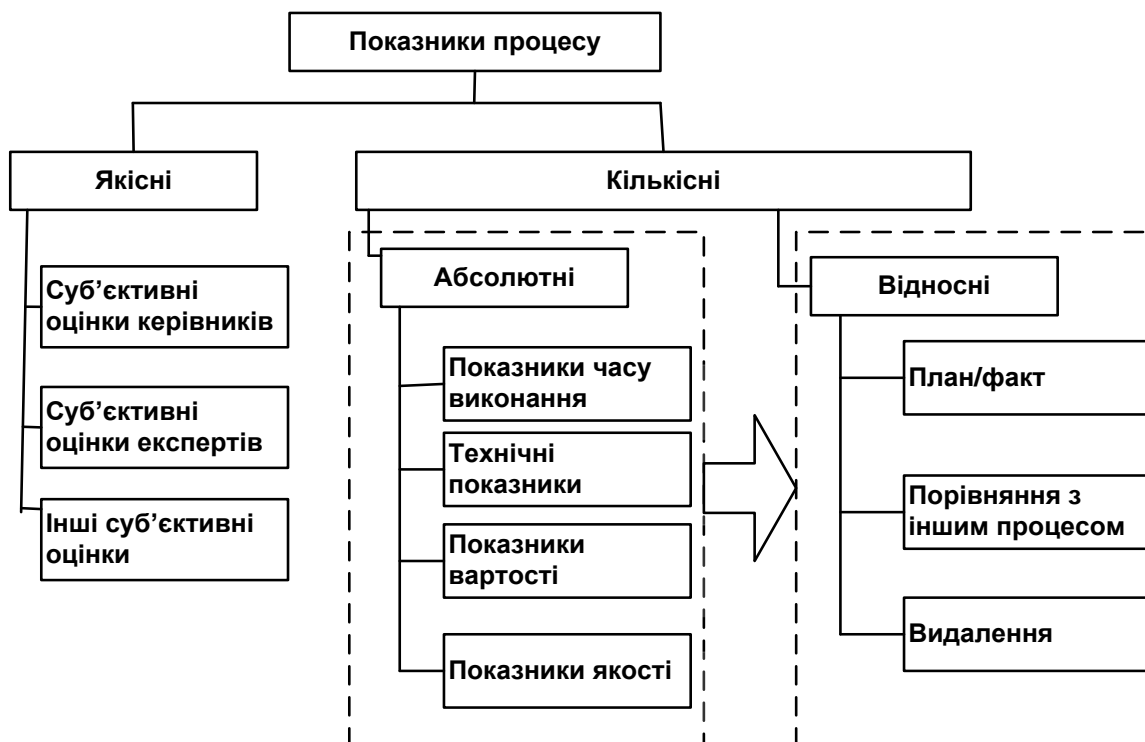 Показники процесу
Якісні
Кількісні
Суб’єктивні
оцінки керівників
Суб’єктивні
оцінки експертів
Інші суб’єктивні
оцінки
Абсолютні
Показники часу
виконання
Технічні
показники
Показники
вартості
Показники якості
Відносні
План/факт
Порівняння з
іншим процесом
Видалення